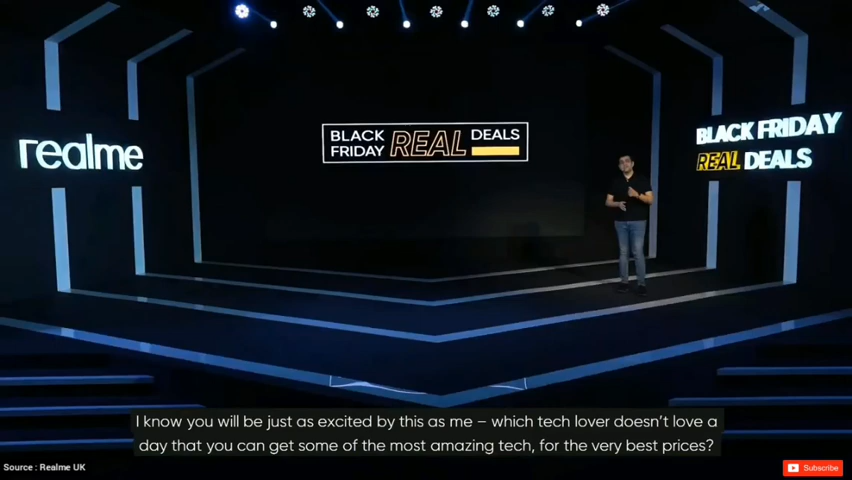 BLACK FRIDAY REAL DEALS
realme
BLACK FRIDAY
REAL DEALS
I know you will be just as excited by this as me – which tech lover doesn’t love a
day that you can get some of the most amazing tech, for the very best prices?
Source : Realme UK
Subscribe